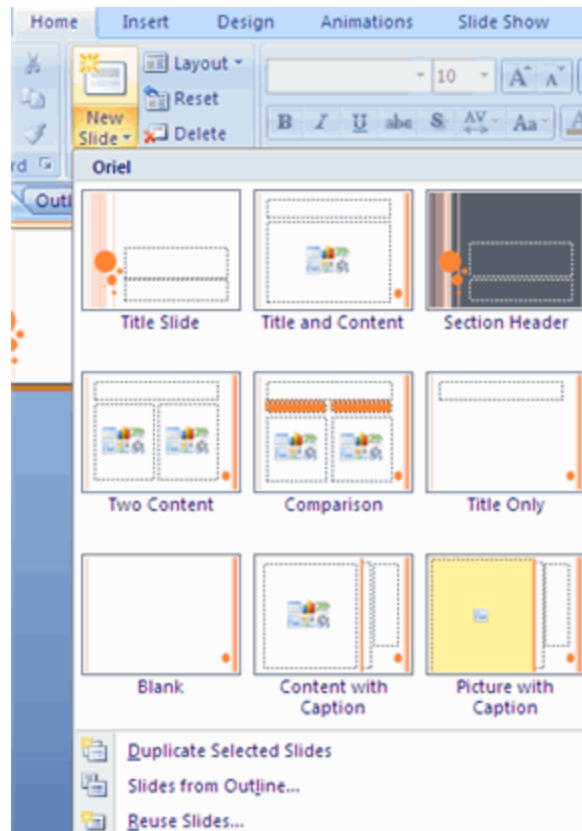 Home Insert Design Animations Slide Show
Layout
10 A A
Reset
New
Slide Delete B I U abc S AV Aa A
rd
Oriel
Outl
Title Slide Title and Content Section Header
Two Content Comparison Title Only
Blank Content with Caption Picture with Caption
Duplicate Selected Slides
Slides from Outline...
Reuse Slides...